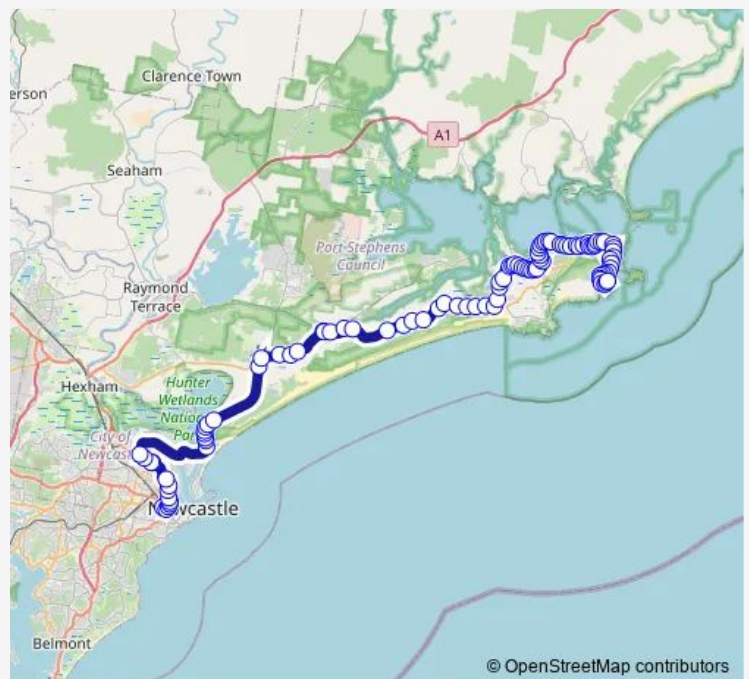 Clarence Town
erson
A1
Seaham
Port Stephens
Council
Raymond
Terrace
Hexham
Hunter
Wetlands
Nation
Par
City of
Newcast
Newcastle
Belmont
© OpenStreetMap contributors